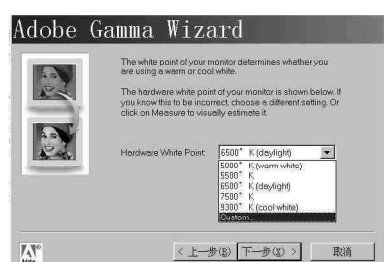 Adobe Gamma Wizard
The white point of your monitor determines whether you
are using a warm or cool white.
The hardware white point of your monitor is shown below. If
you know this to be incorrect, choose a different setting. Or
click on Measure to visually estimate it.
Hardware White Point: 6500° K (daylight)
5000° K (warm white)
5500° K
6500° K (daylight)
7500° K
9300° K (cool white)
Custom...
< 上一步(B) 下一步(N) > 取消